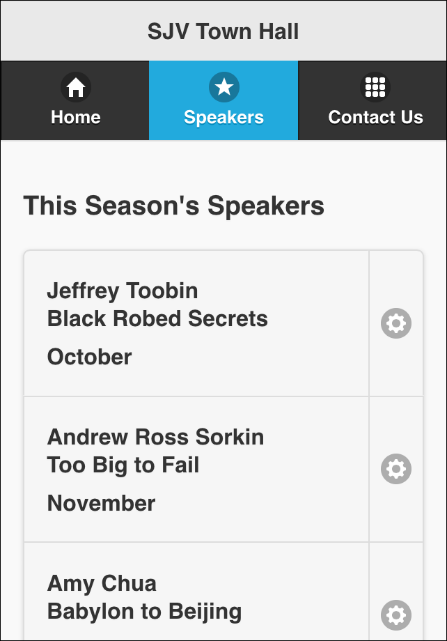 SJV Town Hall
Home
Speakers
Contact Us
This Season's Speakers
Jeffrey Toobin
Black Robed Secrets
October
Andrew Ross Sorkin
Too Big to Fail
November
Amy Chua
Babylon to Beijing